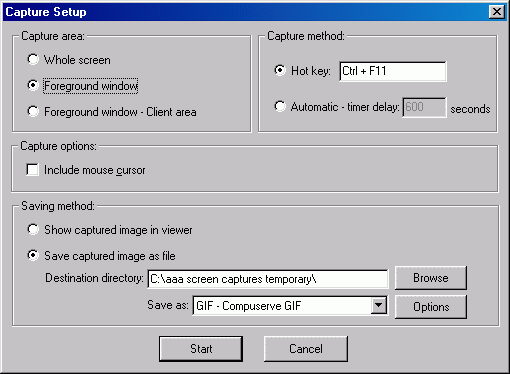 Capture Setup
Capture area:
Whole screen
Foreground window
Foreground window - Client area
Capture method:
Hot key: Ctrl + F11
Automatic - timer delay: 600 seconds
Capture options:
Include mouse cursor
Saving method:
Show captured image in viewer
Save captured image as file
Destination directory: C:\aaa screen captures temporary\ Browse
Save as: GIF - Compuserve GIF Options
Start Cancel